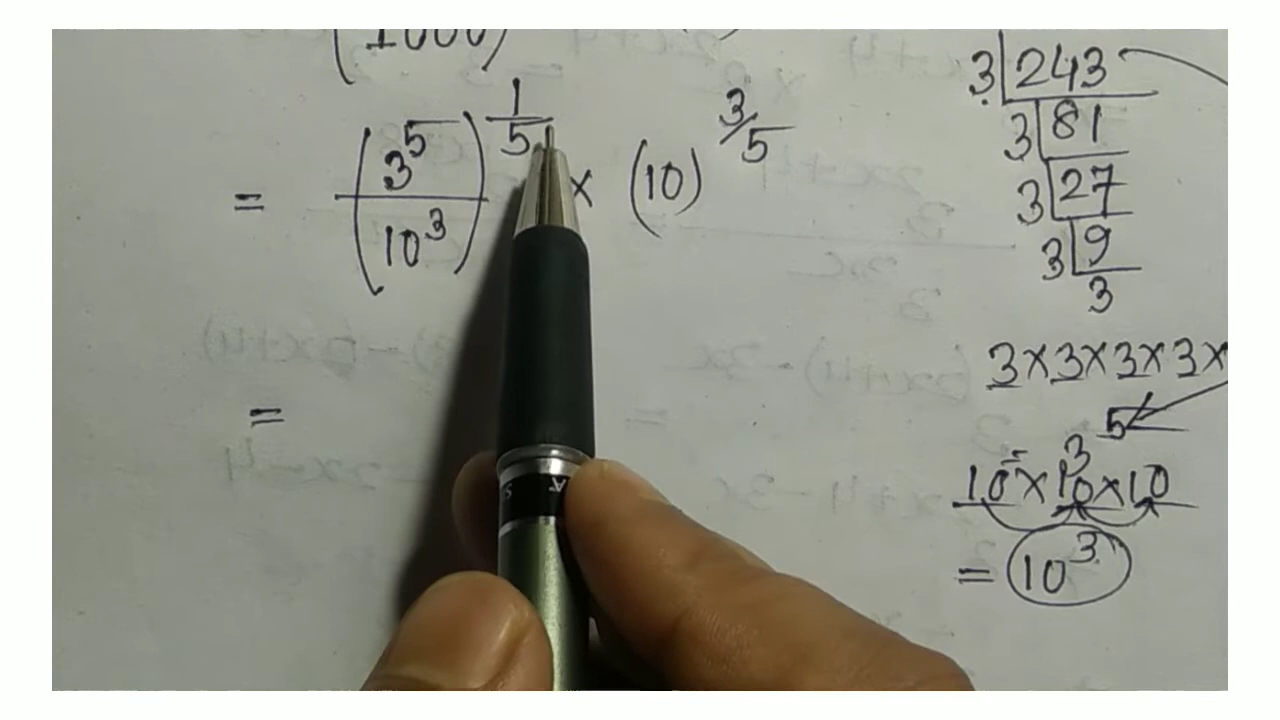 (1000)
= (3^5/10^3)^1/5 × (10)^3/5
=
3 | 243
3 | 81
3 | 27
3 | 9
3
3×3×3×3×
5
3
10×10×10
= 10^3